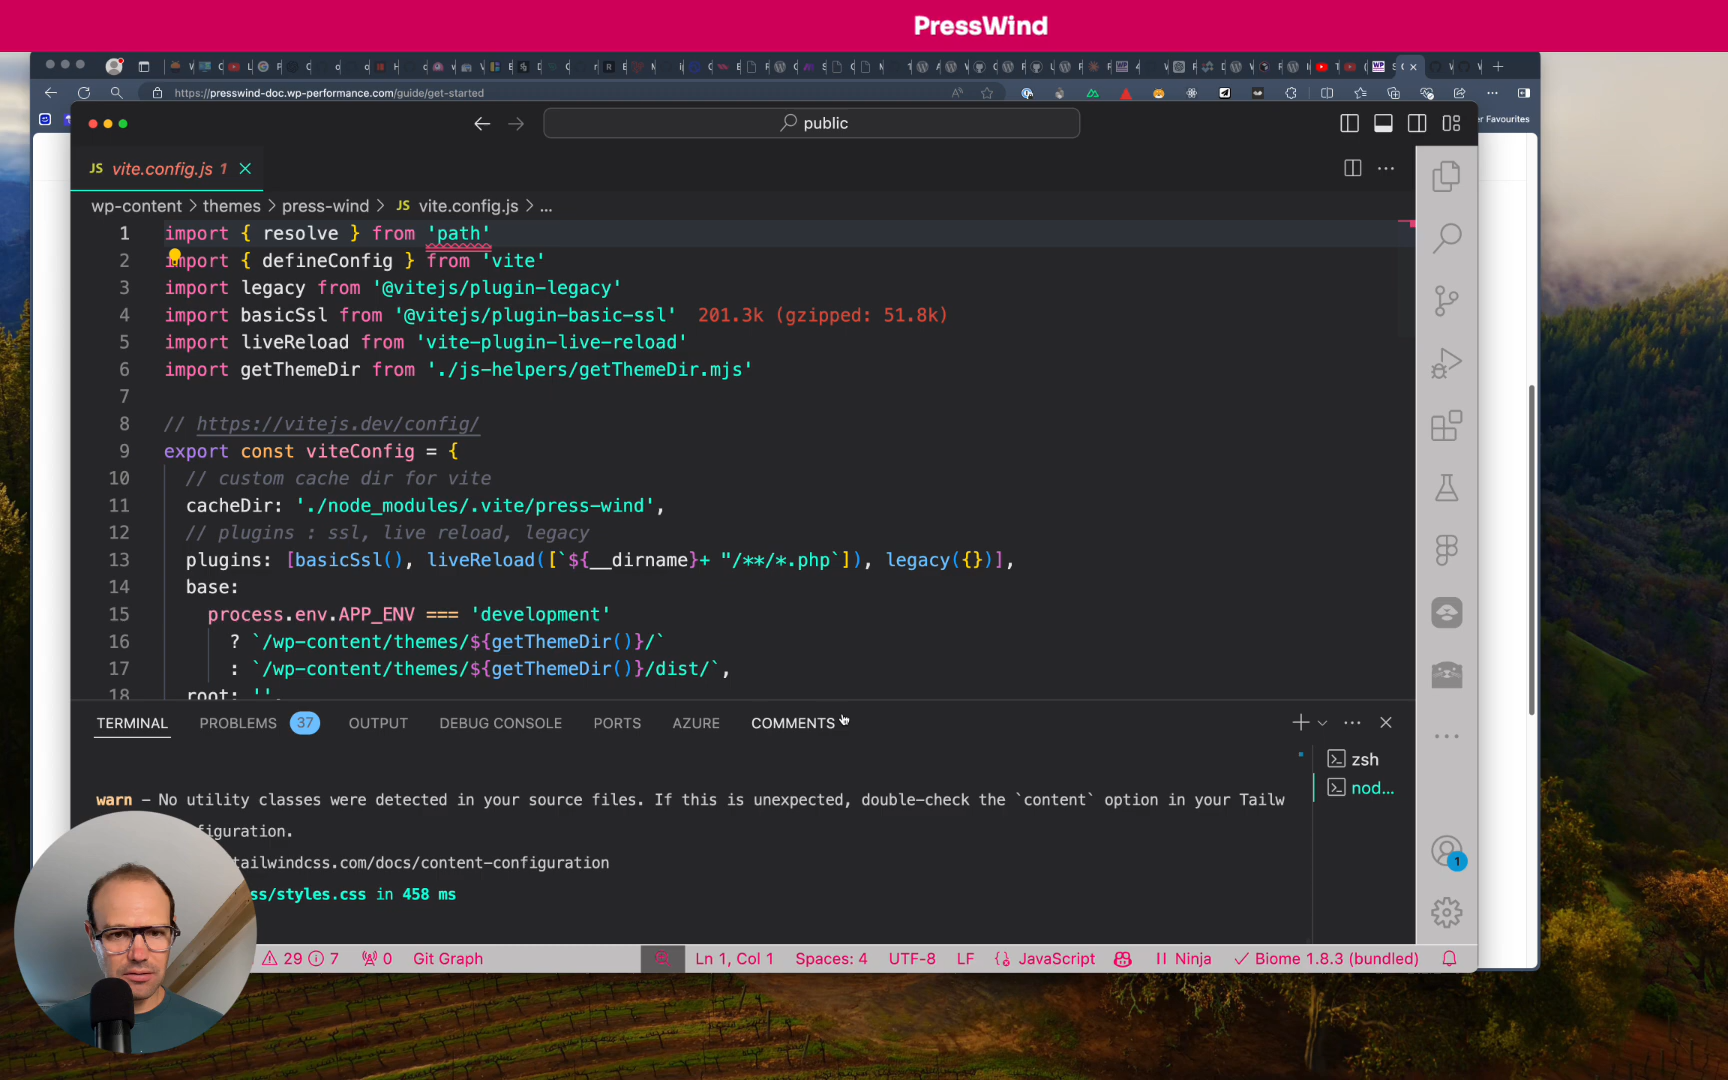 PressWind
https://presswind-doc.wp-performance.com/guide/get-started
er Favourites
public
JS vite.config.js 1
wp-content > themes > press-wind > JS vite.config.js > ...
1 import { resolve } from 'path'
2 import { defineConfig } from 'vite'
3 import legacy from '@vitejs/plugin-legacy'
4 import basicSsl from '@vitejs/plugin-basic-ssl' 201.3k (gzipped: 51.8k)
5 import liveReload from 'vite-plugin-live-reload'
6 import getThemeDir from './js-helpers/getThemeDir.mjs'
7
8 // https://vitejs.dev/config/
9 export const viteConfig = {
10 // custom cache dir for vite
11 cacheDir: './node_modules/.vite/press-wind',
12 // plugins : ssl, live reload, legacy
13 plugins: [basicSsl(), liveReload([`${__dirname}+ "/**/*.php`]), legacy({})],
14 base:
15 process.env.APP_ENV === 'development'
16 ? `/wp-content/themes/${getThemeDir()}/`
17 : `/wp-content/themes/${getThemeDir()}/dist/`,
18 root: '',
TERMINAL PROBLEMS 37 OUTPUT DEBUG CONSOLE PORTS AZURE COMMENTS
zsh
nod...
warn - No utility classes were detected in your source files. If this is unexpected, double-check the `content` option in your Tailw
figuration.
tailwindcss.com/docs/content-configuration
ss/styles.css in 458 ms
1
29 7 0 Git Graph Ln 1, Col 1 Spaces: 4 UTF-8 LF JavaScript Ninja Biome 1.8.3 (bundled)